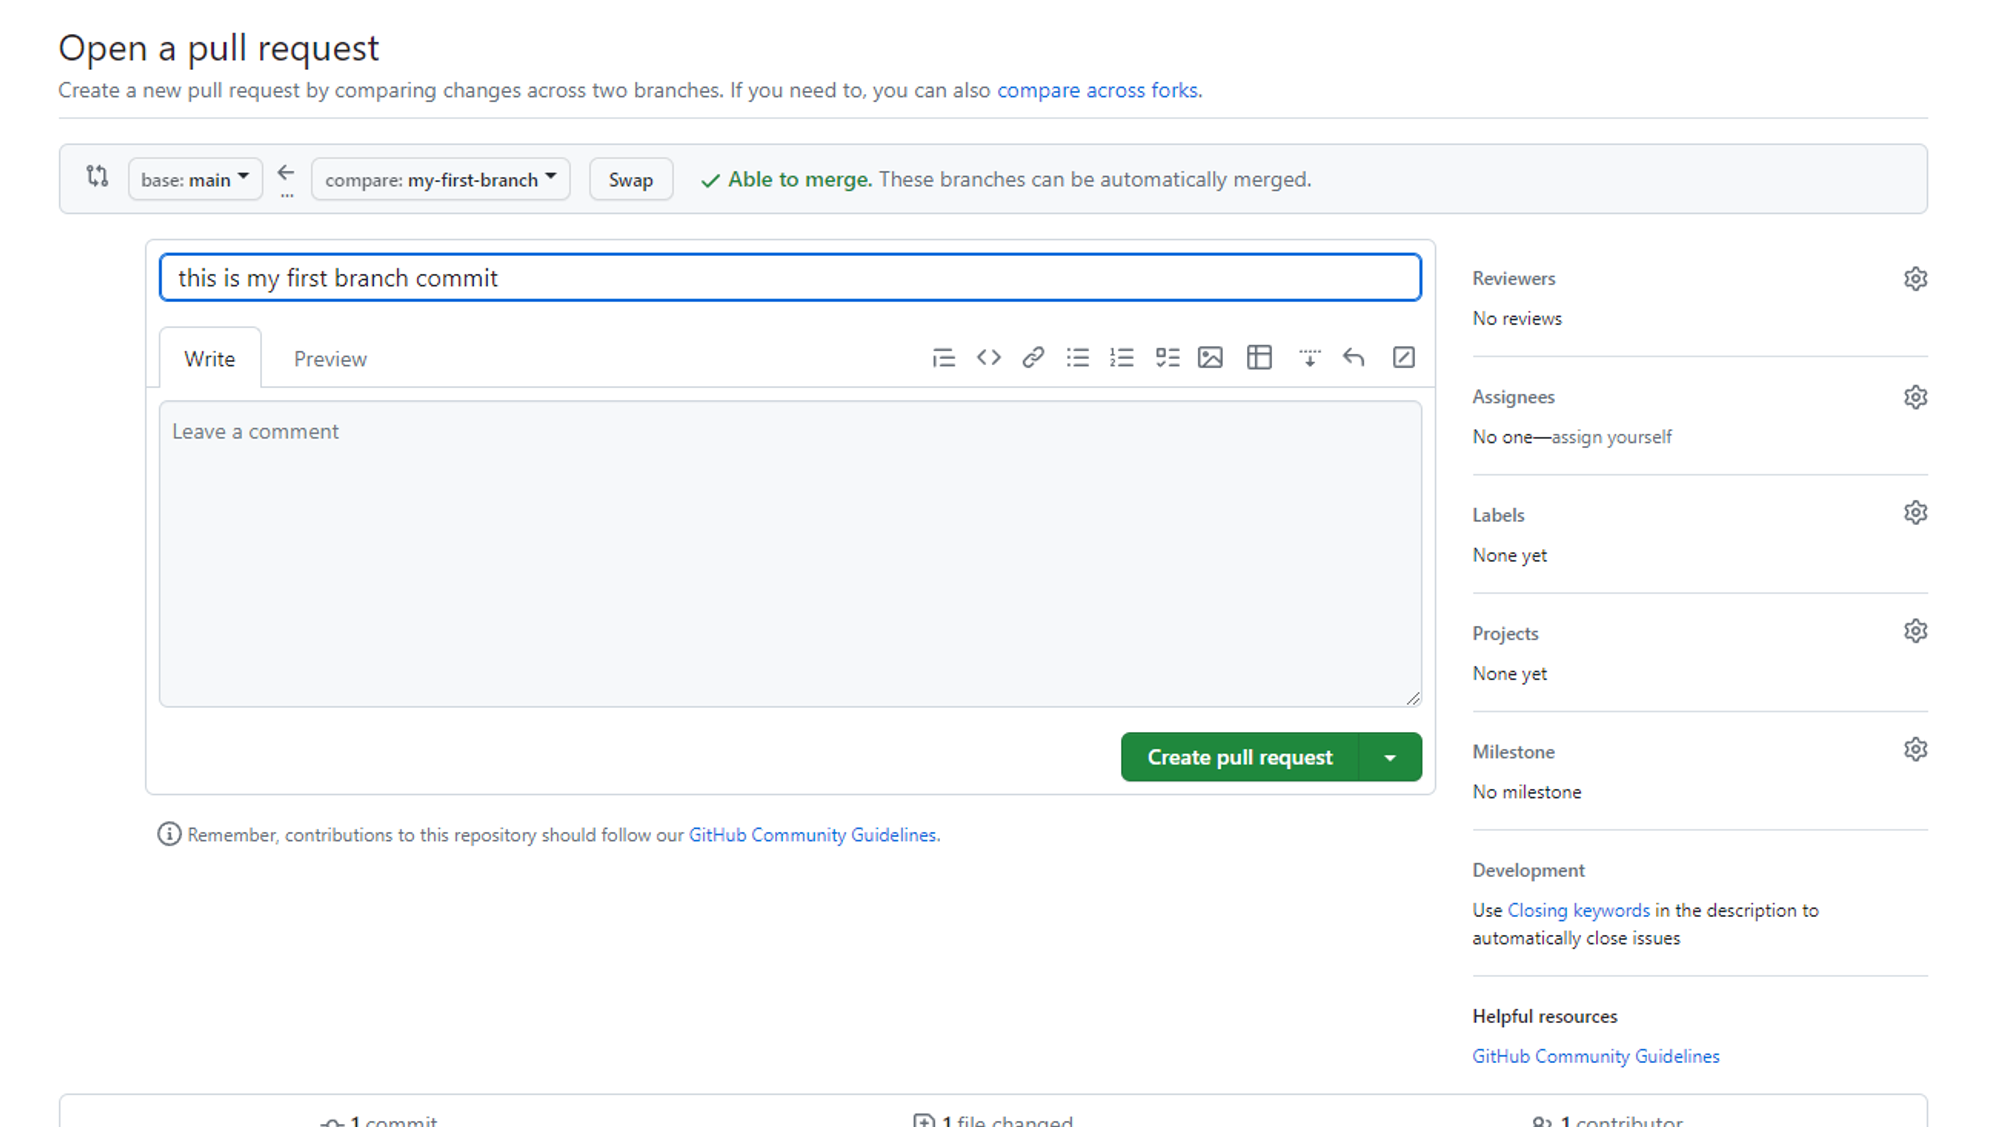 Open a pull request
Create a new pull request by comparing changes across two branches. If you need to, you can also compare across forks.
base: main ← ... compare: my-first-branch Swap ✓ Able to merge. These branches can be automatically merged.
this is my first branch commit
Write Preview
Leave a comment
Create pull request
Remember, contributions to this repository should follow our GitHub Community Guidelines.
Reviewers
No reviews
Assignees
No one—assign yourself
Labels
None yet
Projects
None yet
Milestone
No milestone
Development
Use Closing keywords in the description to
automatically close issues
Helpful resources
GitHub Community Guidelines
1 commit 1 file changed 1 contributor